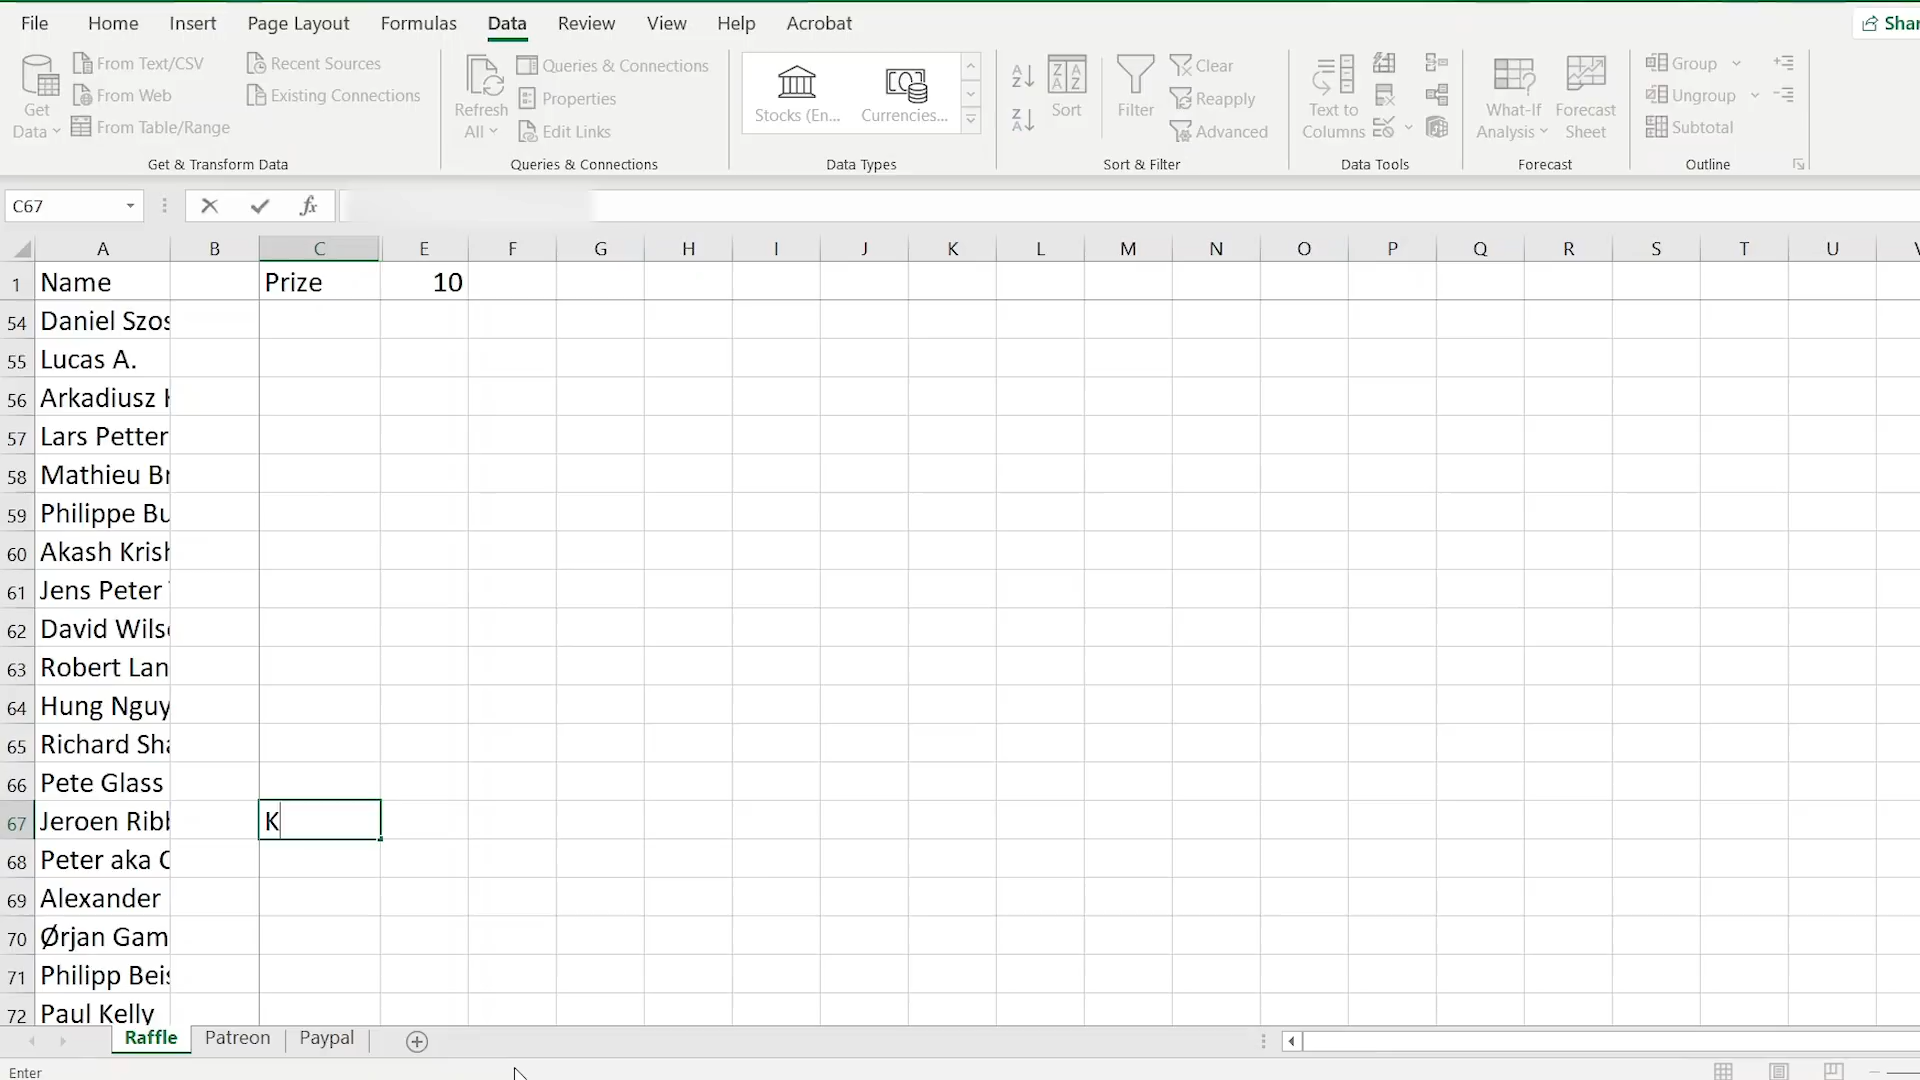 File Home Insert Page Layout Formulas Data Review View Help Acrobat
Get Data
From Text/CSV
From Web
From Table/Range
Recent Sources
Existing Connections
Get & Transform Data
Refresh All
Queries & Connections
Properties
Edit Links
Queries & Connections
Stocks (En...
Currencies...
Data Types
Sort
Filter
Clear
Reapply
Advanced
Sort & Filter
Text to Columns
Data Tools
What-If Analysis
Forecast Sheet
Forecast
Group
Ungroup
Subtotal
Outline
C67 fx
A B C E F G H I J K L M N O P Q R S T U
1 Name Prize 10
54 Daniel Szos
55 Lucas A.
56 Arkadiusz
57 Lars Petter
58 Mathieu Br
59 Philippe Bu
60 Akash Krish
61 Jens Peter
62 David Wils
63 Robert Lan
64 Hung Nguy
65 Richard Sha
66 Pete Glass
67 Jeroen Ribb K
68 Peter aka C
69 Alexander
70 Ørjan Gam
71 Philipp Beis
72 Paul Kelly
Raffle Patreon Paypal
Enter